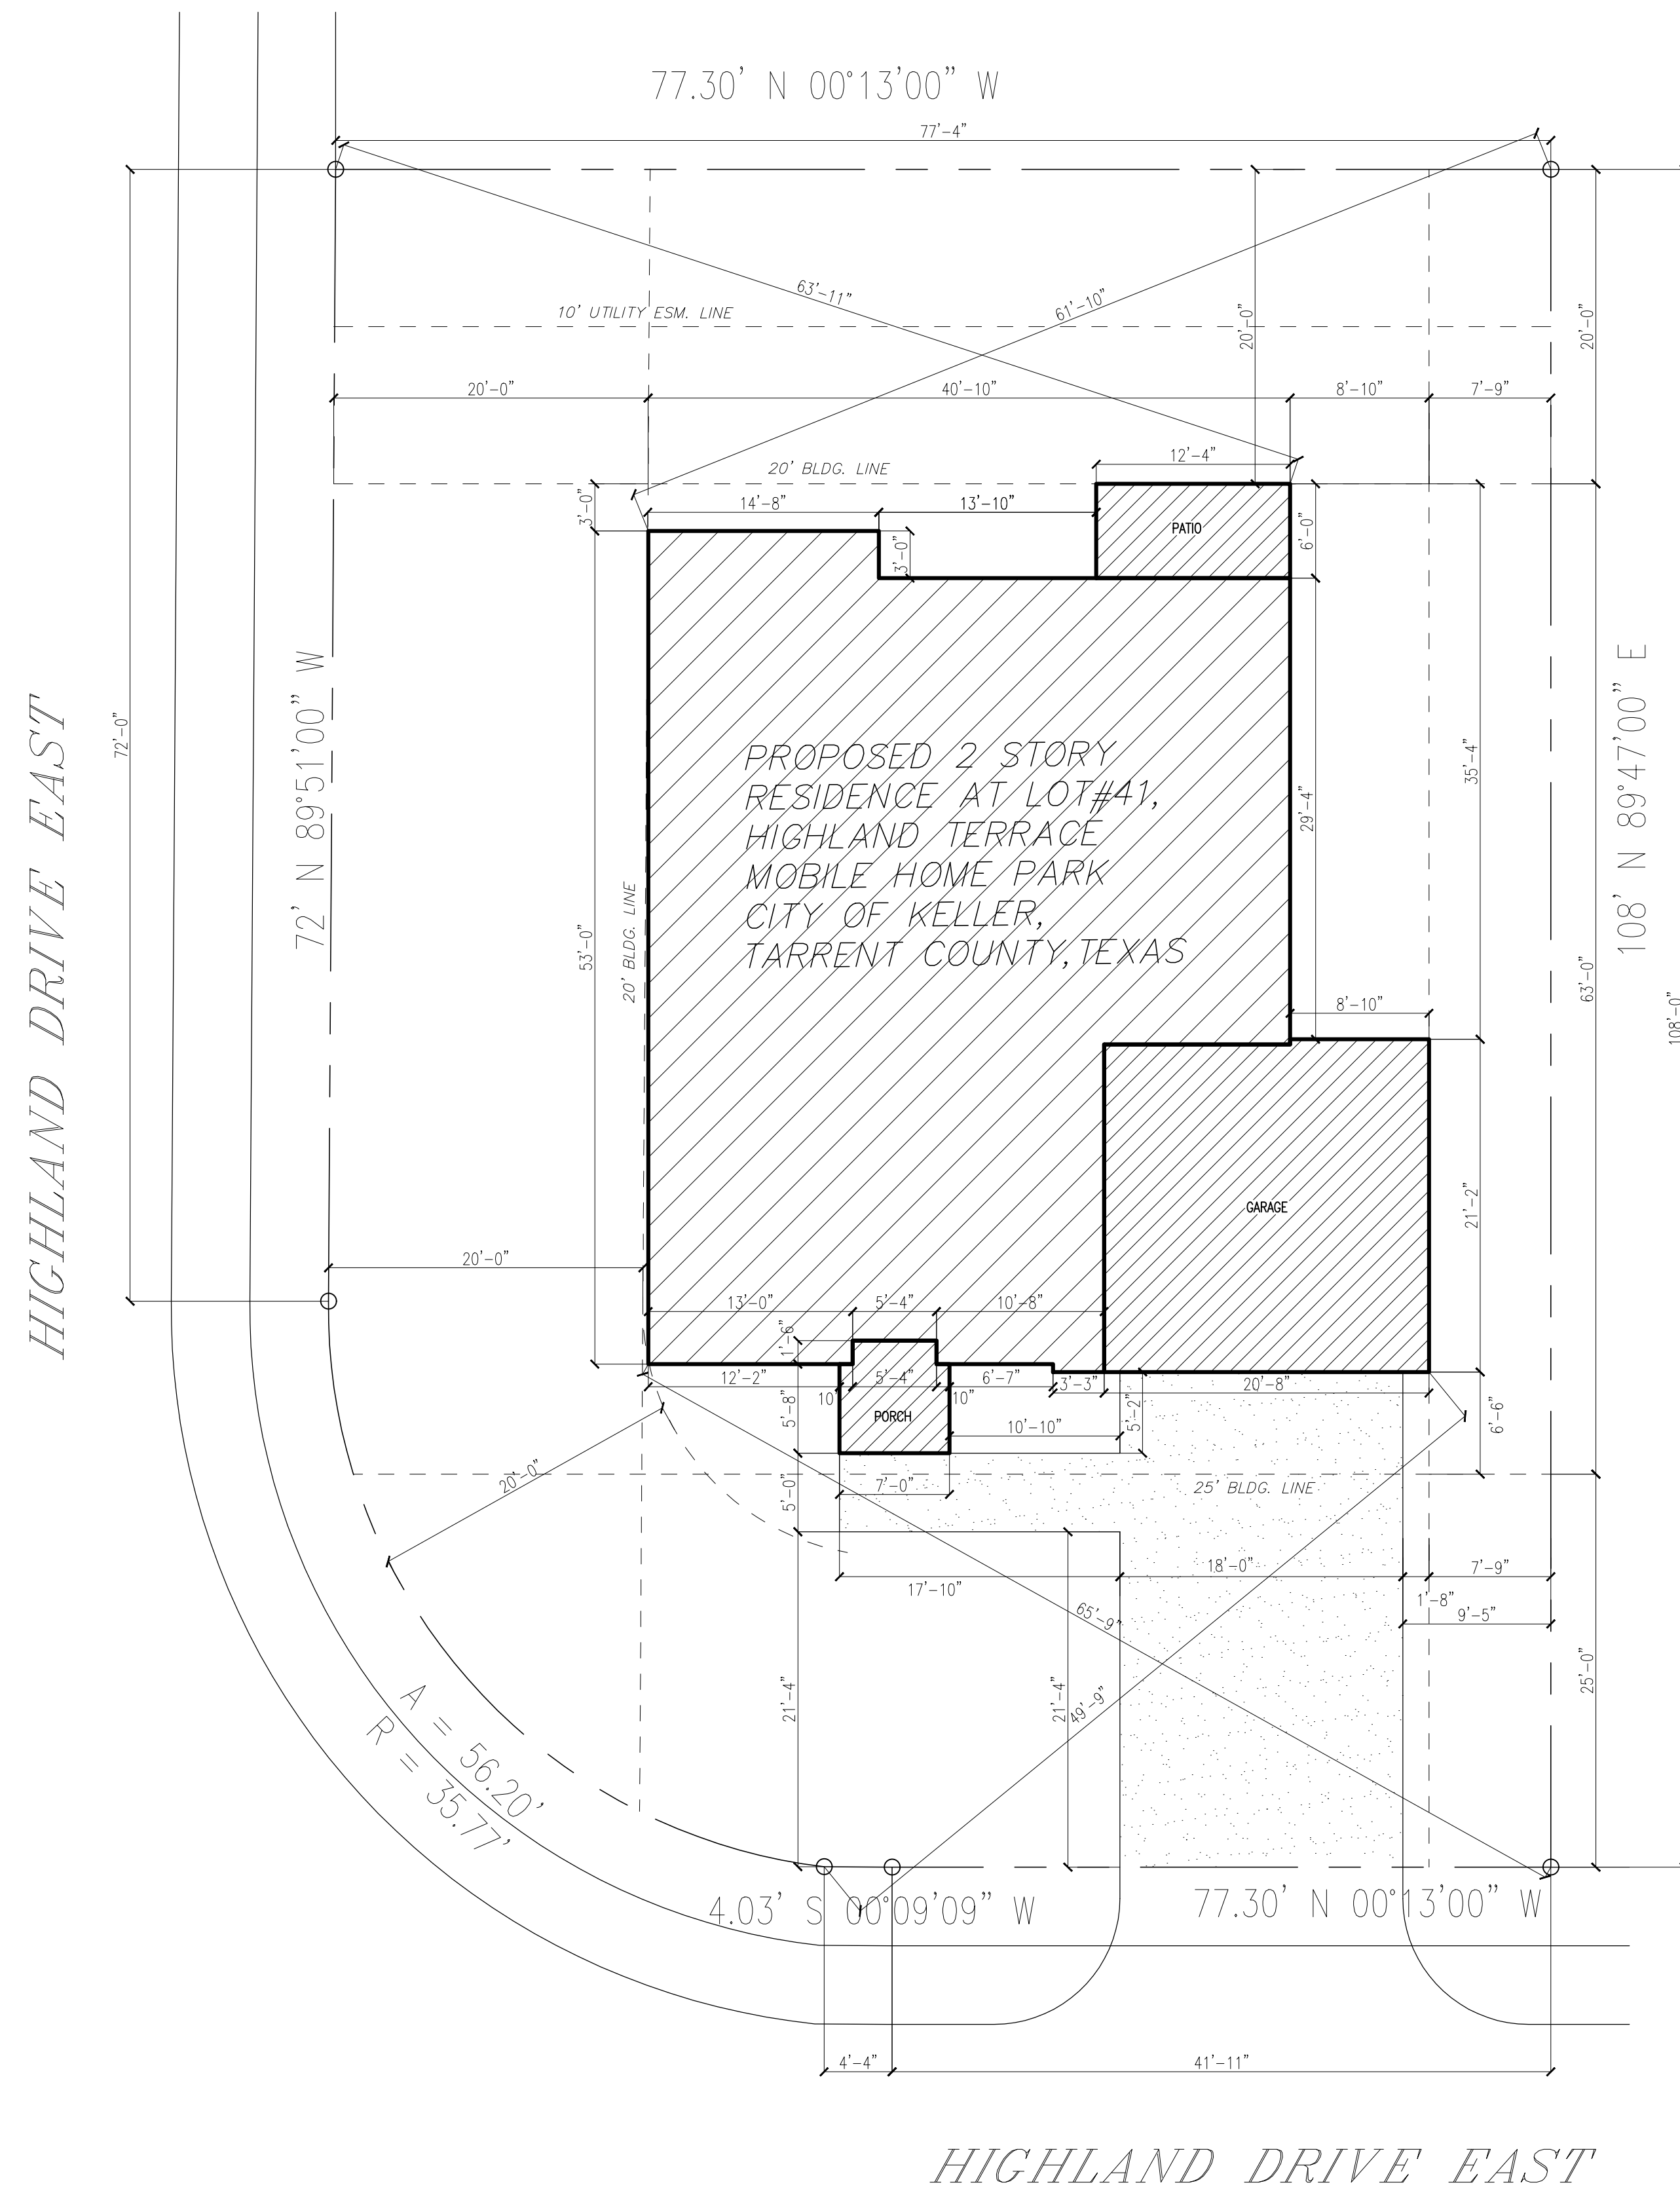 77.30' N 00°13'00" W
77'-4"
63'-11"
61'-10"
10' UTILITY ESM. LINE
20'-0"
20'-0"
20'-0"
40'-10"
8'-10"
7'-9"
20' BLDG. LINE
12'-4"
3'-0"
14'-8"
13'-10"
3'-0"
PATIO
6'-0"
HIGHLAND DRIVE EAST
72'-0"
72' N 89°51'00" W
53'-0"
20' BLDG. LINE
PROPOSED 2 STORY
RESIDENCE AT LOT#41,
HIGHLAND TERRACE
MOBILE HOME PARK
CITY OF KELLER,
TARRENT COUNTY,TEXAS
29'-4"
35'-4"
63'-0"
108' N 89°47'00" E
108'-0"
8'-10"
GARAGE
21'-2"
20'-0"
13'-0"
5'-4"
10'-8"
1'-6"
12'-2"
10"
5'-4"
10"
6'-7"
3'-3"
20'-8"
5'-8"
PORCH
10'-10"
5'-2"
6'-6"
20'-0"
7'-0"
5'-0"
25' BLDG. LINE
17'-10"
18'-0"
7'-9"
1'-8"
9'-5"
65'-9"
21'-4"
21'-4"
49'-9"
25'-0"
A = 56.20'
R = 35.77'
4.03' S 00°09'09" W
77.30' N 00°13'00" W
4'-4"
41'-11"
HIGHLAND DRIVE EAST